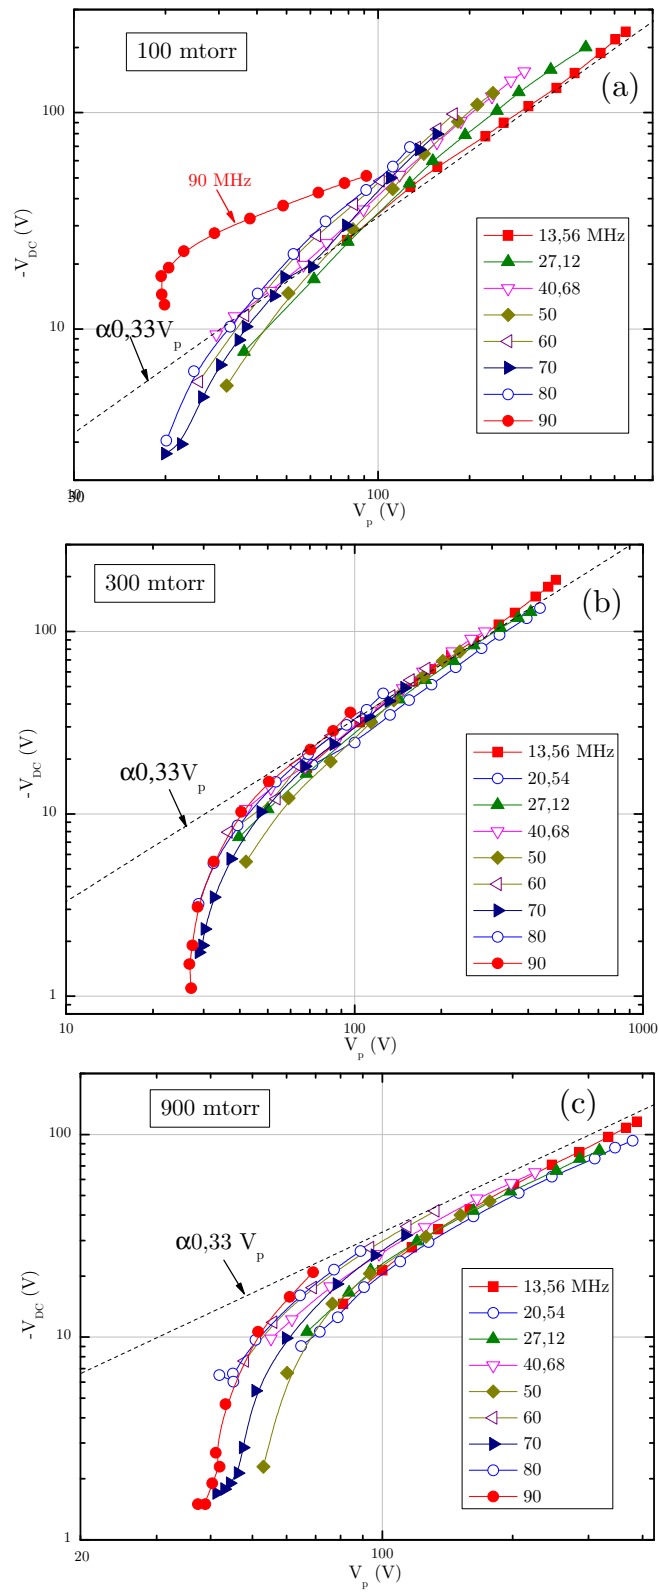 100 mtorr
(a)
100
90 MHz
-V_DC (V)
α0,33V_p
10
13,56 MHz
27,12
40,68
50
60
70
80
90
100
V_p (V)
300 mtorr
(b)
100
-V_DC (V)
α0,33V_p
10
13,56 MHz
20,54
27,12
40,68
50
60
70
80
90
1
10
100
1000
V_p (V)
900 mtorr
(c)
100
-V_DC (V)
α0,33 V_p
10
13,56 MHz
20,54
27,12
40,68
50
60
70
80
90
1
20
100
V_p (V)